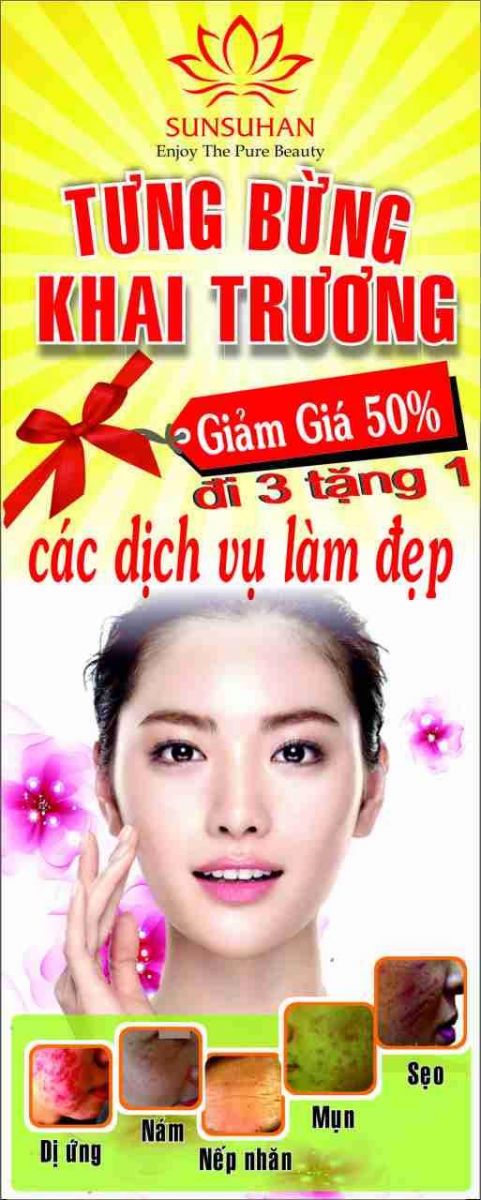 SUNSUHAN
Enjoy The Pure Beauty
TƯNG BỪNG
KHAI TRƯƠNG
Giảm Giá 50%
đi 3 tặng 1
các dịch vụ làm đẹp
Sẹo
Mụn
Nám
Dị ứng
Nếp nhăn